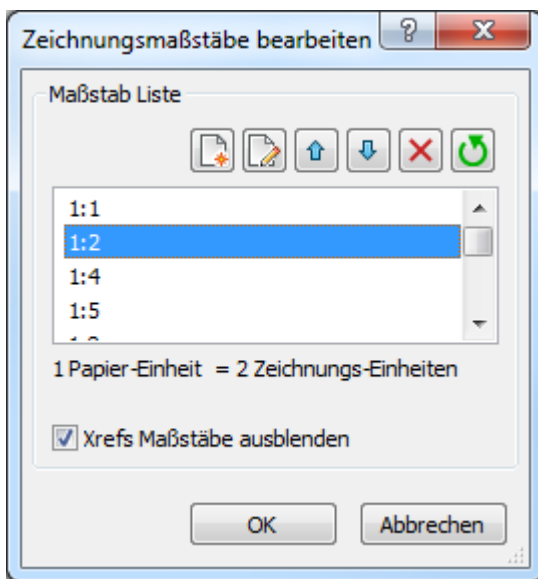 Zeichnungsmaßstäbe bearbeiten
Maßstab Liste
1:1
1:2
1:4
1:5
1 Papier-Einheit = 2 Zeichnungs-Einheiten
Xrefs Maßstäbe ausblenden
OK
Abbrechen